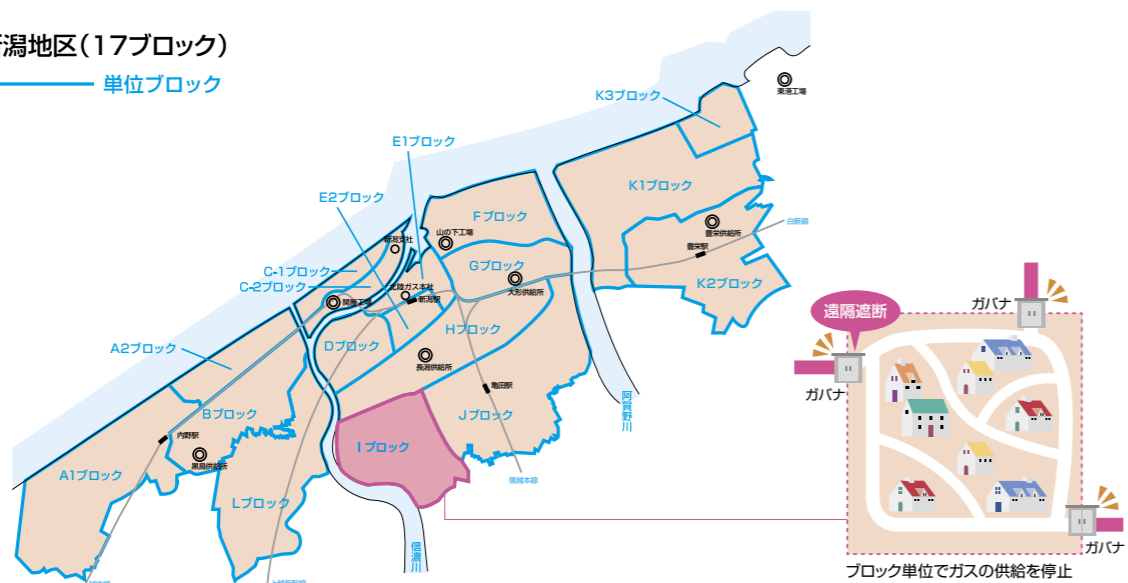 潟地区(17ブロック)
単位ブロック
K3ブロック
東港工場
E1ブロック
E2ブロック
K1ブロック
Fブロック
豊栄供給所
白新線
新潟支社
山の下工場
豊栄駅
Gブロック
C-1ブロック
C-2ブロック
北陸ガス本社
新潟駅
大形供給所
K2ブロック
関屋工場
Hブロック
Dブロック
A2ブロック
長潟供給所
亀田駅
阿賀野川
Bブロック
Jブロック
内野駅
Iブロック
黒鳥供給所
A1ブロック
信越本線
Lブロック
信濃川
ガバナ
遠隔遮断
ガバナ
ガバナ
ブロック単位でガスの供給を停止